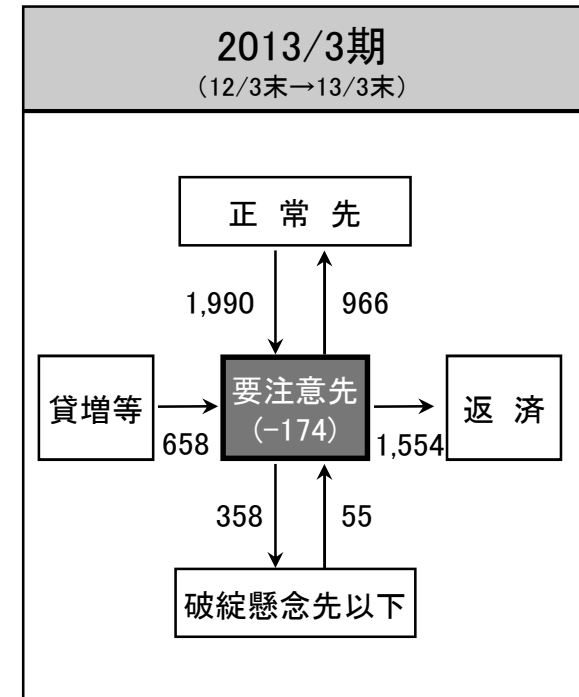 2013/3期
（12/3末→13/3末）
正 常 先
1,990
966
貸増等
658
要注意先
(-174)
1,554
返 済
358
55
破綻懸念先以下